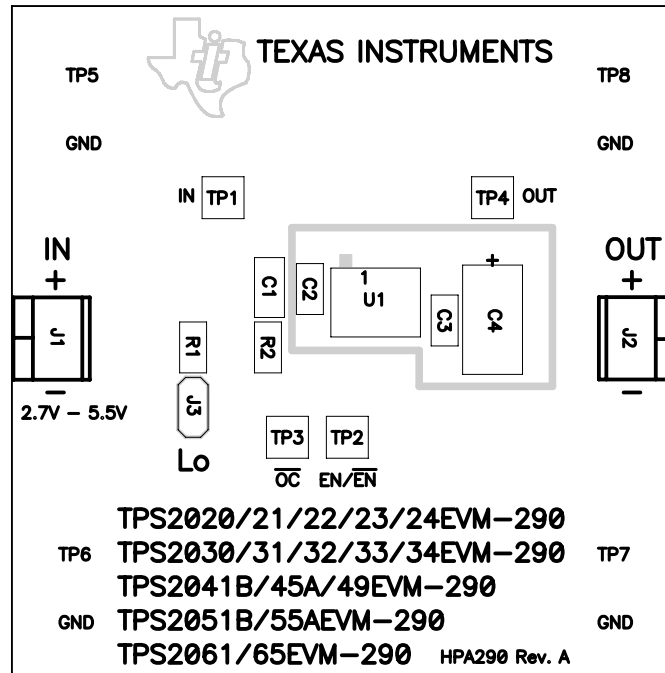 TEXAS INSTRUMENTS
TP5
TP8
GND
GND
IN TP1
TP4 OUT
IN
OUT
+
+
+
1
U1
C1
C2
C3
C4
J1
J2
R1
R2
−
−
2.7V − 5.5V
J3
Lo
TP3
TP2
O̅C̅
EN/E̅N̅
TPS2020/21/22/23/24EVM−290
TPS2030/31/32/33/34EVM−290
TP6
TP7
TPS2041B/45A/49EVM−290
GND
TPS2051B/55AEVM−290
GND
TPS2061/65EVM−290 HPA290 Rev. A